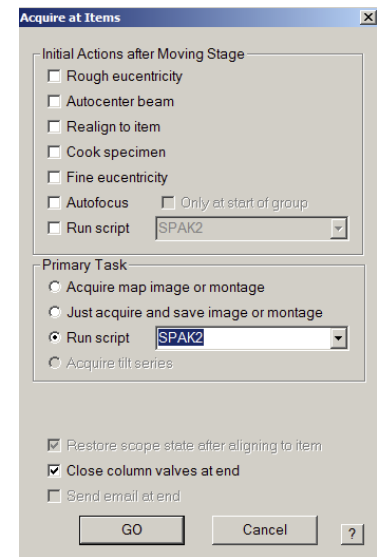 Acquire at Items
Initial Actions after Moving Stage
Rough eucentricity
Autocenter beam
Realign to item
Cook specimen
Fine eucentricity
Autofocus Only at start of group
Run script SPAK2
Primary Task
Acquire map image or montage
Just acquire and save image or montage
Run script SPAK2
Acquire tilt series
Restore scope state after aligning to item
Close column valves at end
Send email at end
GO Cancel ?